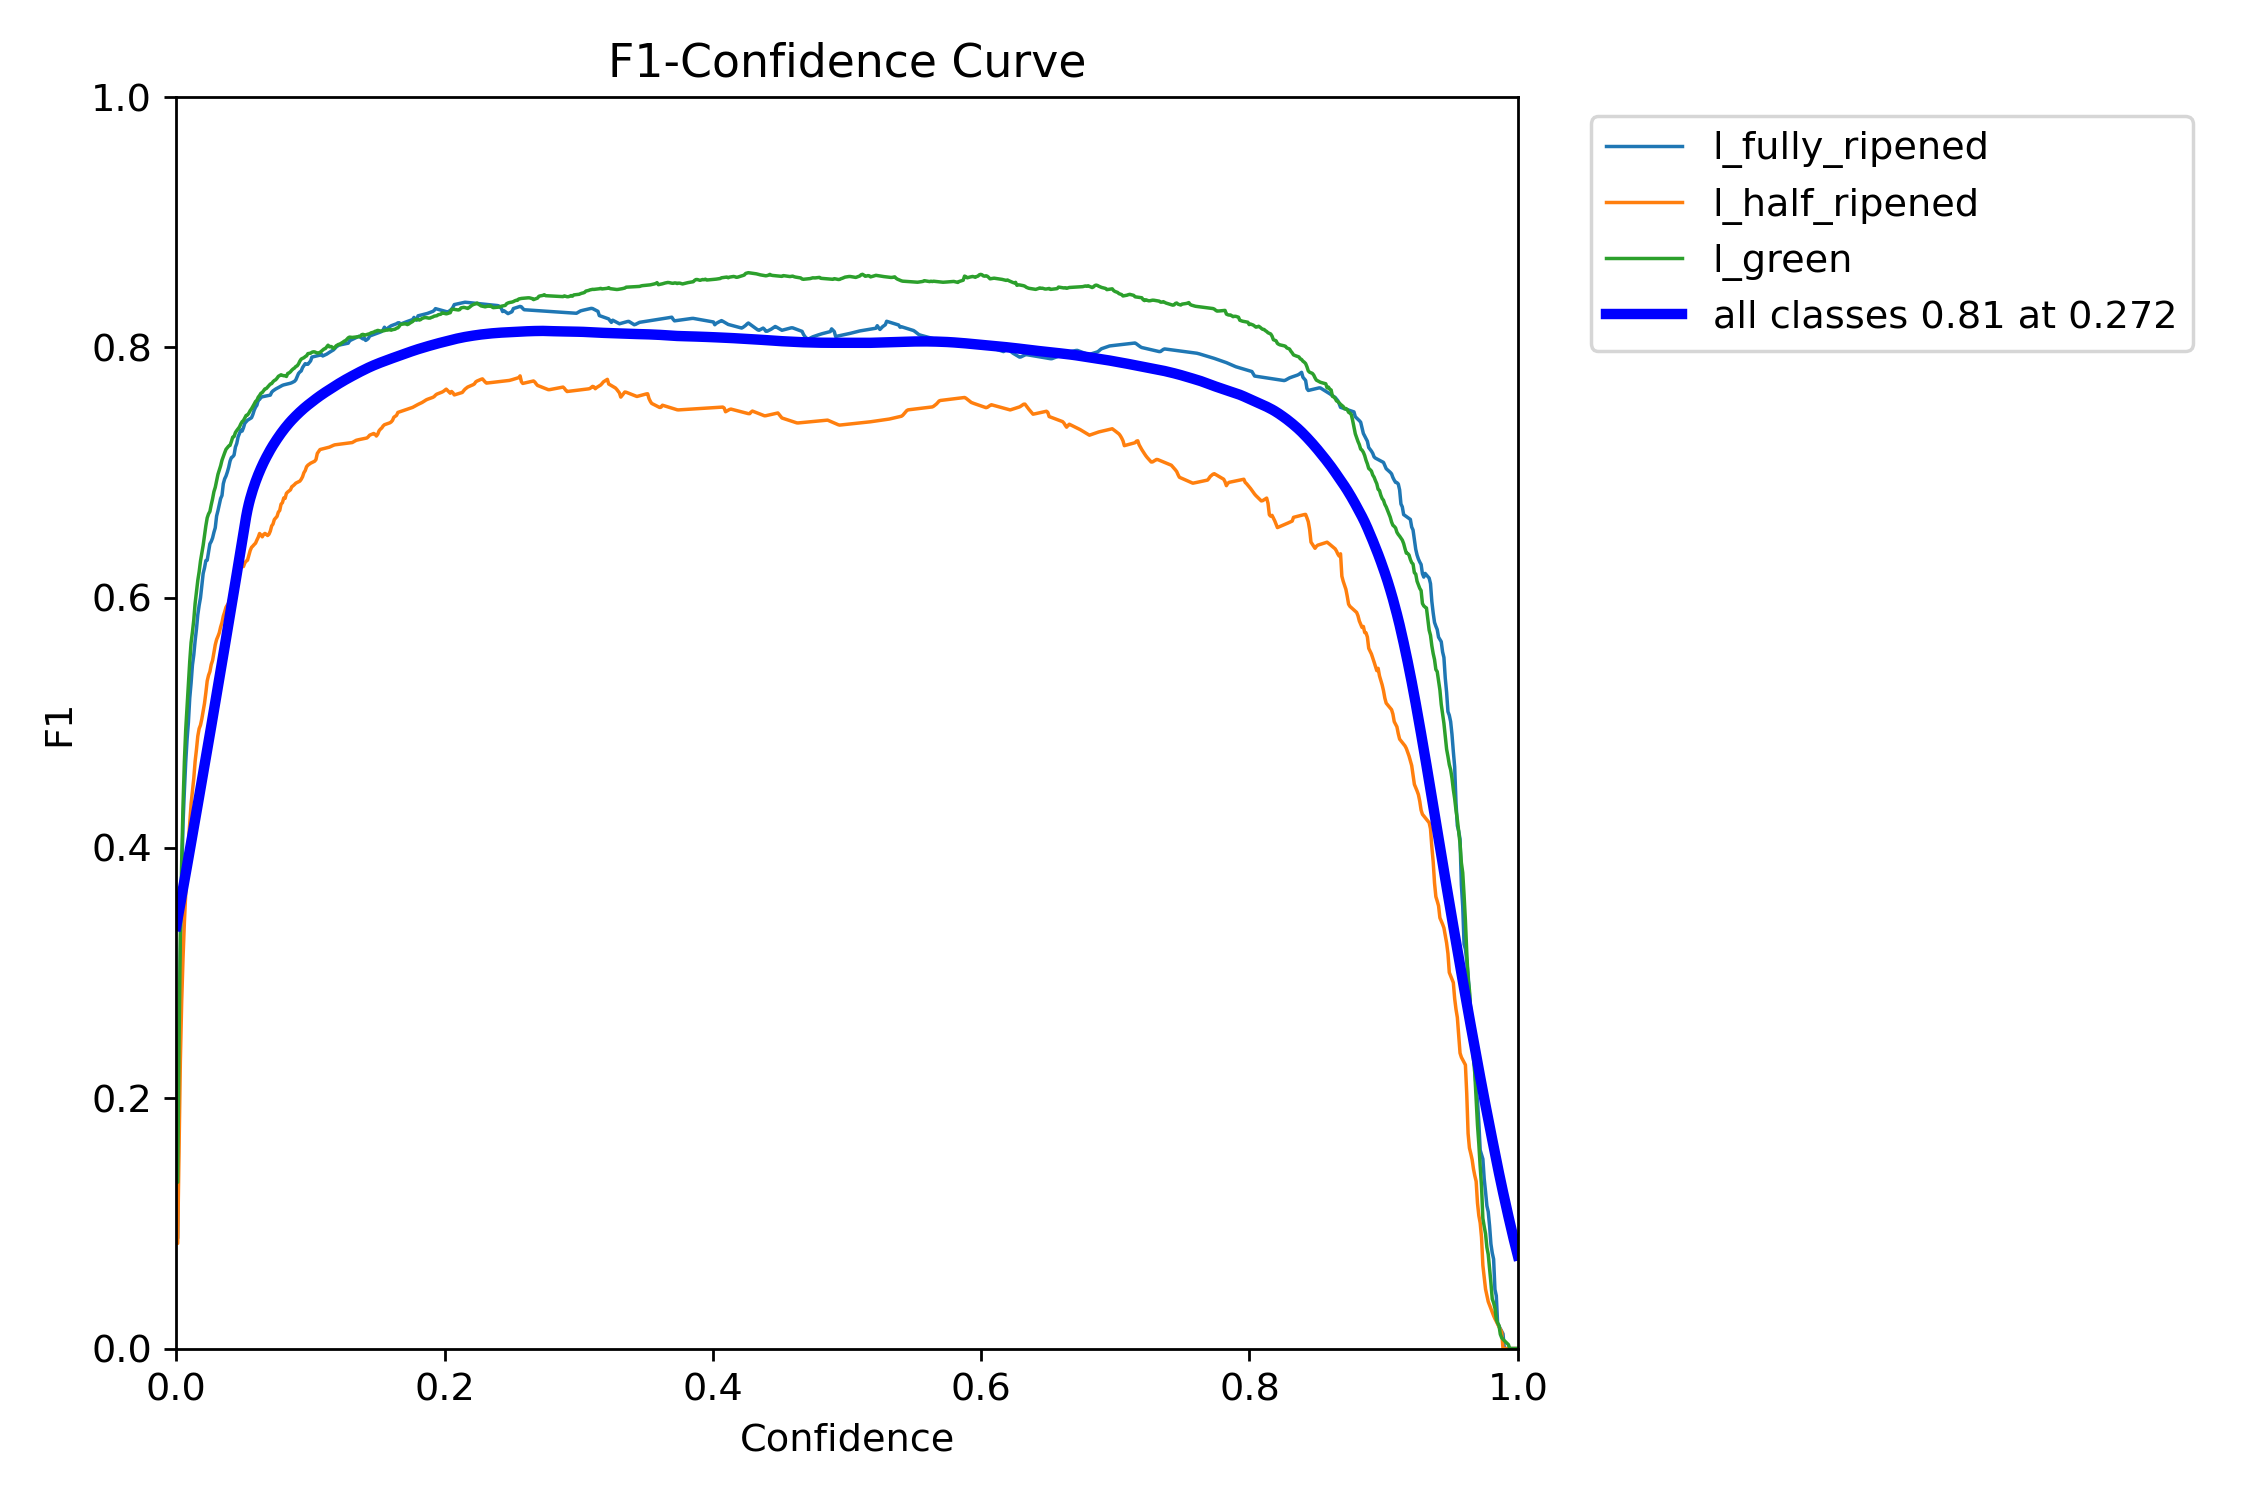 F1-Confidence Curve
1.0
0.8
0.6
0.4
0.2
0.0
F1
0.0 0.2 0.4 0.6 0.8 1.0
Confidence
l_fully_ripened
l_half_ripened
l_green
all classes 0.81 at 0.272